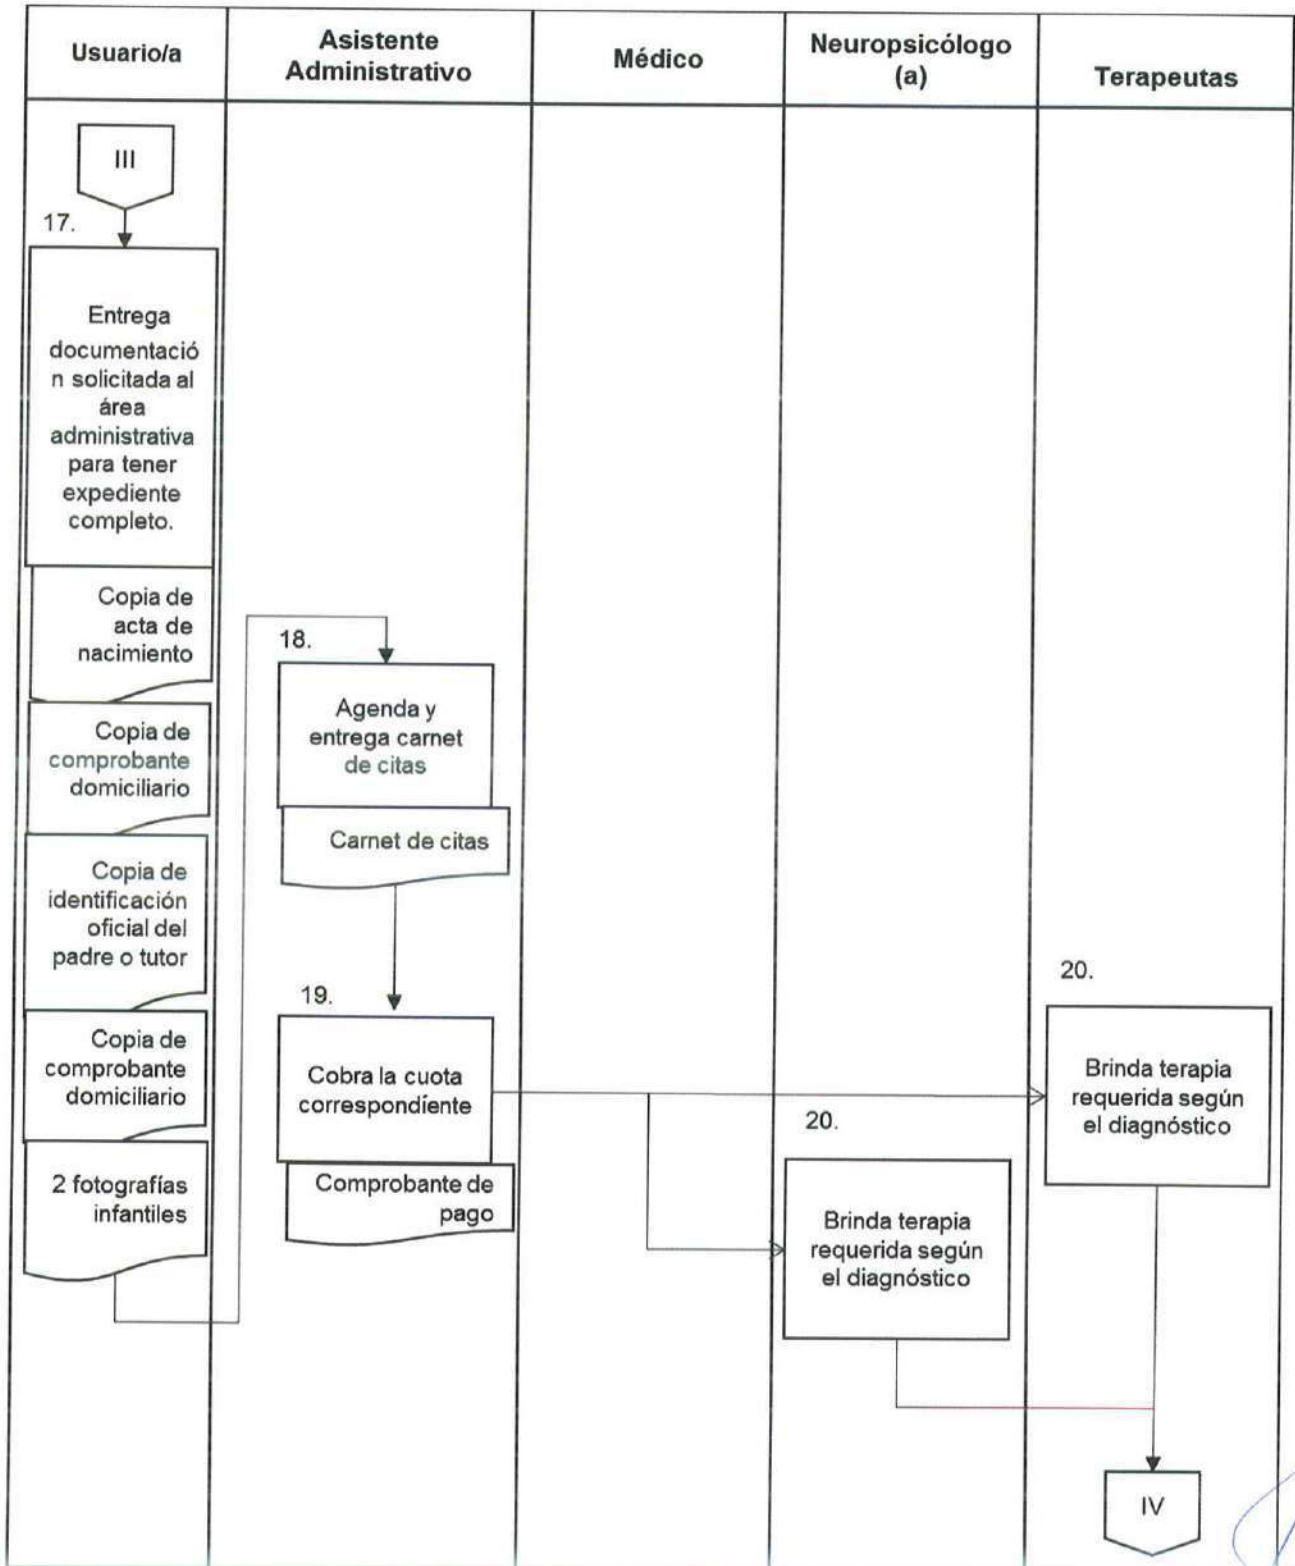 Usuario/a
Asistente
Administrativo
Médico
Neuropsicólogo
(a)
Terapeutas
III
17.
Entrega
documentació
n solicitada al
área
administrativa
para tener
expediente
completo.
Copia de
acta de
nacimiento
Copia de
comprobante
domiciliario
Copia de
identificación
oficial del
padre o tutor
Copia de
comprobante
domiciliario
2 fotografías
infantiles
18.
Agenda y
entrega carnet
de citas
Carnet de citas
19.
Cobra la cuota
correspondiente
Comprobante de
pago
20.
Brinda terapia
requerida según
el diagnóstico
20.
Brinda terapia
requerida según
el diagnóstico
IV